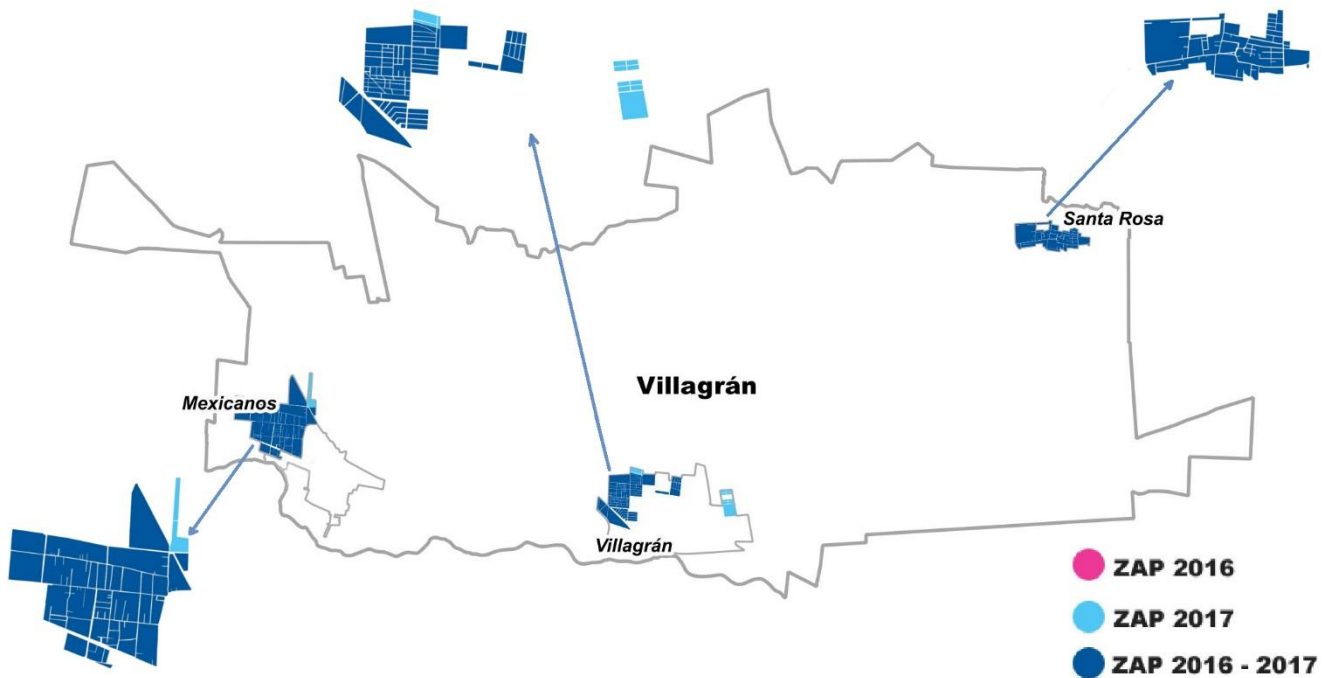 Santa Rosa
Villagrán
Mexicanos
Villagrán
ZAP 2016
ZAP 2017
ZAP 2016 - 2017